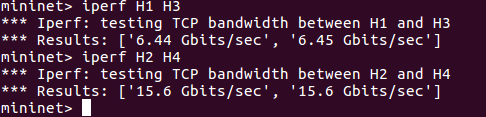 mininet> iperf H1 H3
*** Iperf: testing TCP bandwidth between H1 and H3
*** Results: ['6.44 Gbits/sec', '6.45 Gbits/sec']
mininet> iperf H2 H4
*** Iperf: testing TCP bandwidth between H2 and H4
*** Results: ['15.6 Gbits/sec', '15.6 Gbits/sec']
mininet>